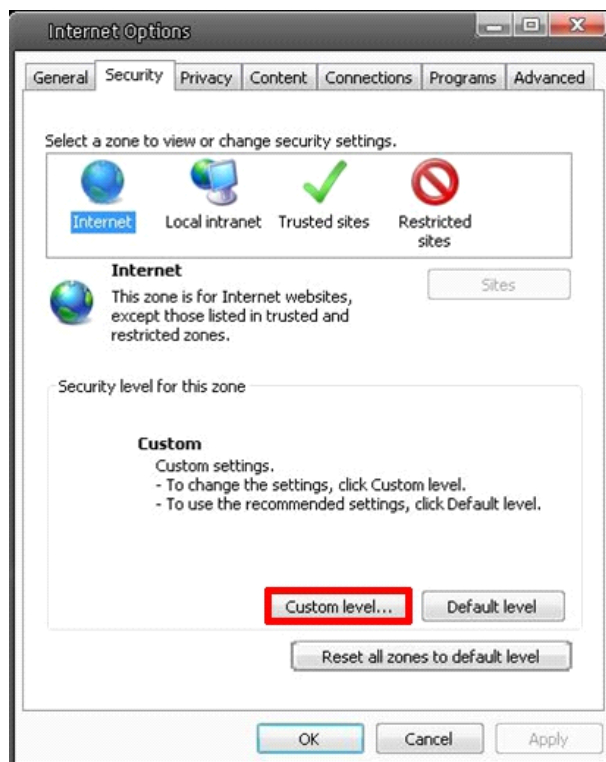 Internet Options
General Security Privacy Content Connections Programs Advanced
Select a zone to view or change security settings.
Internet Local intranet Trusted sites Restricted sites
Internet
This zone is for Internet websites,
except those listed in trusted and
restricted zones.
Sites
Security level for this zone
Custom
Custom settings.
- To change the settings, click Custom level.
- To use the recommended settings, click Default level.
Custom level... Default level
Reset all zones to default level
OK Cancel Apply